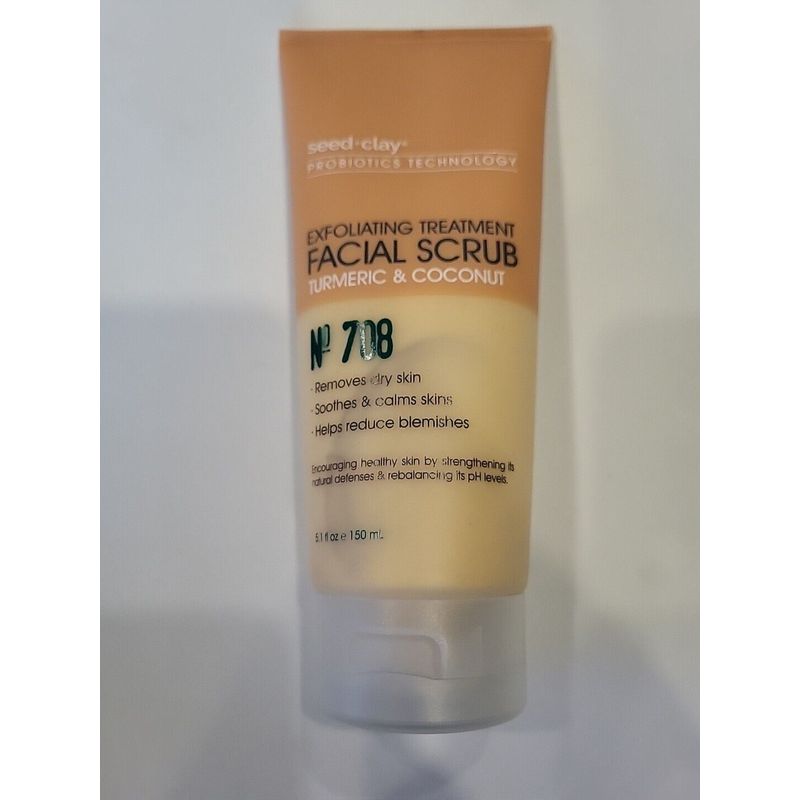 seed·clay®
PROBIOTICS TECHNOLOGY
EXFOLIATING TREATMENT
FACIAL SCRUB
TURMERIC & COCONUT
Nº 708
· Removes dry skin
· Soothes & calms skins
· Helps reduce blemishes
Encouraging healthy skin by strengthening its
natural defenses & rebalancing its pH levels.
5.1 fl oz e 150 mL